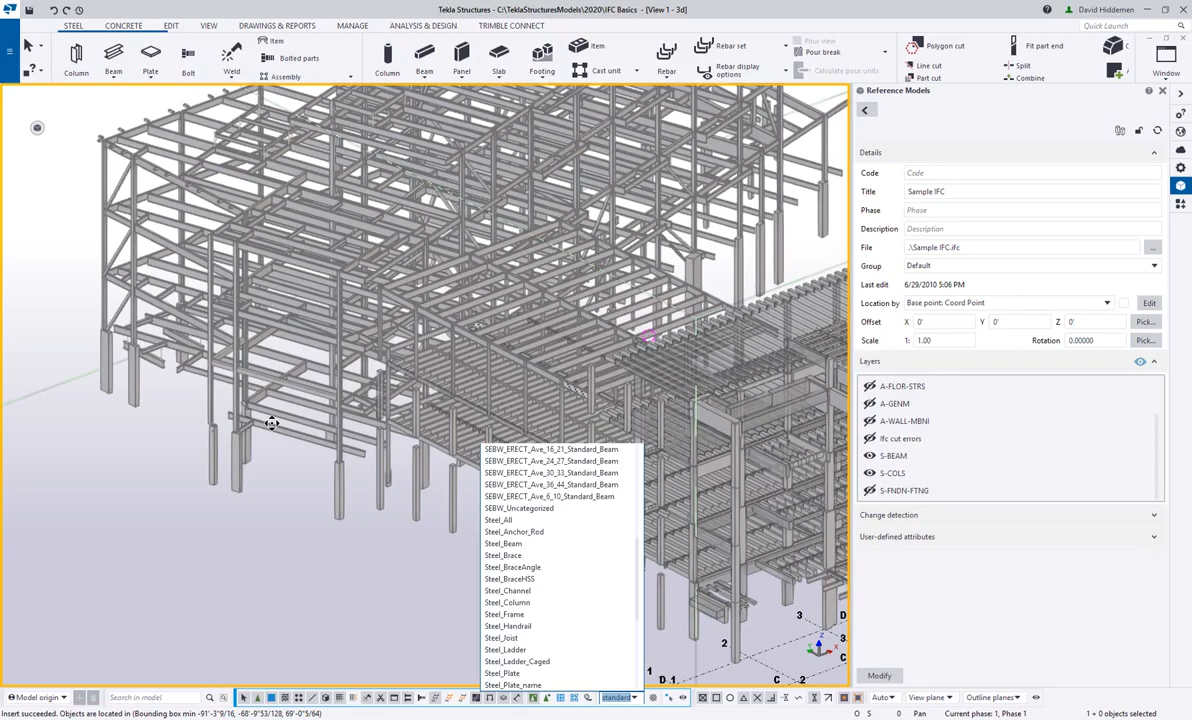 Tekla Structures - C:\TeklaStructuresModels\2020\IFC Basics - [View 1 - 3d]
David Hiddemen
STEEL CONCRETE EDIT VIEW DRAWINGS & REPORTS MANAGE ANALYSIS & DESIGN TRIMBLE CONNECT
Quick Launch
Column Beam Plate Bolt Weld
Item
Bolted parts
Assembly
Column Beam Panel Slab Footing
Item
Cast unit
Rebar
Rebar set
Rebar display options
Pour view
Pour break
Calculate pour units
Polygon cut
Line cut
Part cut
Fit part end
Split
Combine
Window
Reference Models
Details
Code Code
Title Sample IFC
Phase Phase
Description Description
File .\Sample IFC.ifc ...
Group Default
Last edit 6/29/2010 5:06 PM
Location by Base point: Coord Point Edit
Offset X 0' Y 0' Z 0' Pick...
Scale 1: 1.00 Rotation 0.00000 Pick...
Layers
A-FLOR-STRS
A-GENM
A-WALL-MBNI
Ifc cut errors
S-BEAM
S-COLS
S-FNDN-FTNG
Change detection
User-defined attributes
Modify
SEBW_ERECT_Ave_16_21_Standard_Beam
SEBW_ERECT_Ave_24_27_Standard_Beam
SEBW_ERECT_Ave_30_33_Standard_Beam
SEBW_ERECT_Ave_36_44_Standard_Beam
SEBW_ERECT_Ave_6_10_Standard_Beam
SEBW_Uncategorized
Steel_All
Steel_Anchor_Rod
Steel_Beam
Steel_Brace
Steel_BraceAngle
Steel_BraceHSS
Steel_Channel
Steel_Column
Steel_Frame
Steel_Handrail
Steel_Joist
Steel_Ladder
Steel_Ladder_Caged
Steel_Plate
Steel_Plate_name
3 D
3
2
C
1
D 1
C 2
Z
Model origin Search in model standard Auto View plane Outline planes
Insert succeeded. Objects are located in (Bounding box min -91'-3"9/16, -68'-9"53/128, 69'-0"5/64) O S 0 Pan Current phase: 1, Phase 1 1 + 0 objects selected